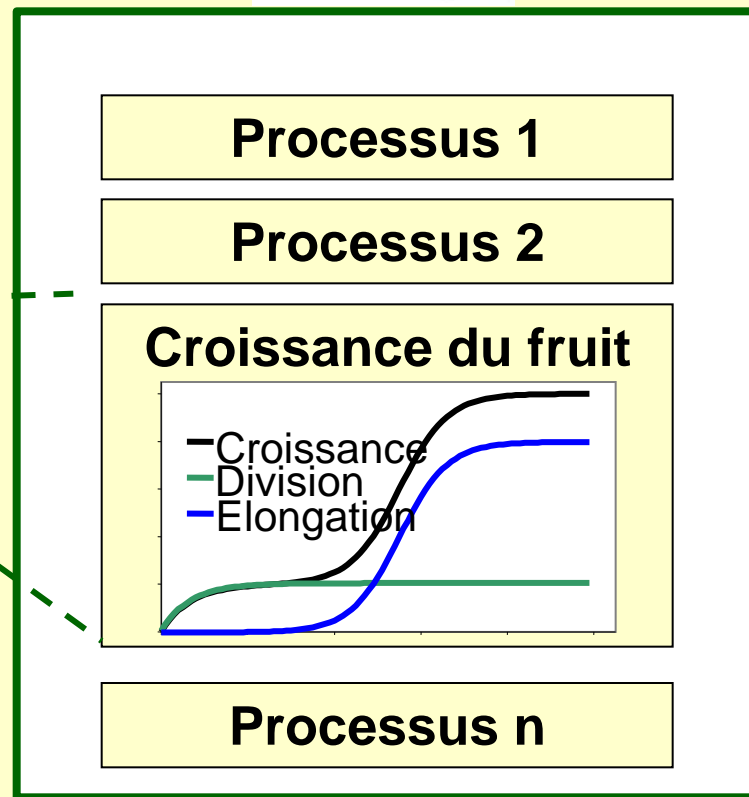 Processus 1
Processus 2
Croissance du fruit
Croissance
Division
Elongation
Processus n